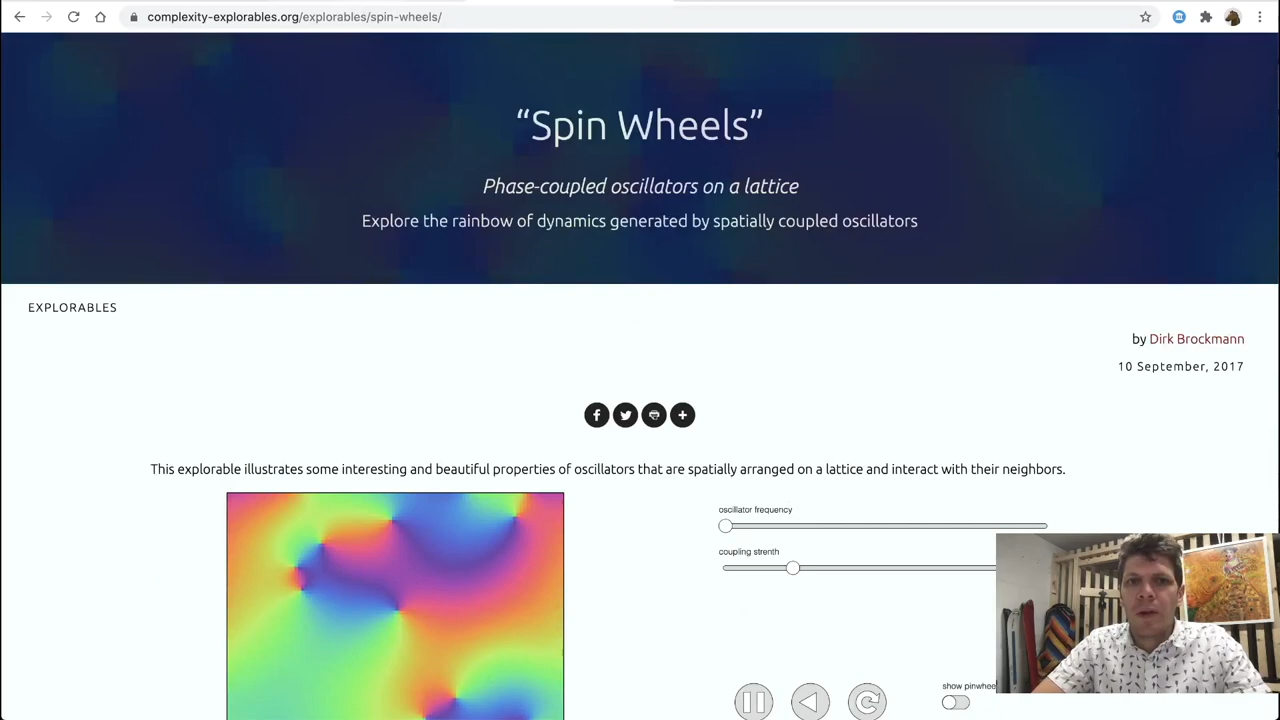 complexity-explorables.org/explorables/spin-wheels/
“Spin Wheels”
Phase-coupled oscillators on a lattice
Explore the rainbow of dynamics generated by spatially coupled oscillators
EXPLORABLES
by Dirk Brockmann
10 September, 2017
This explorable illustrates some interesting and beautiful properties of oscillators that are spatially arranged on a lattice and interact with their neighbors.
oscillator frequency
coupling strenth
show pinwhee